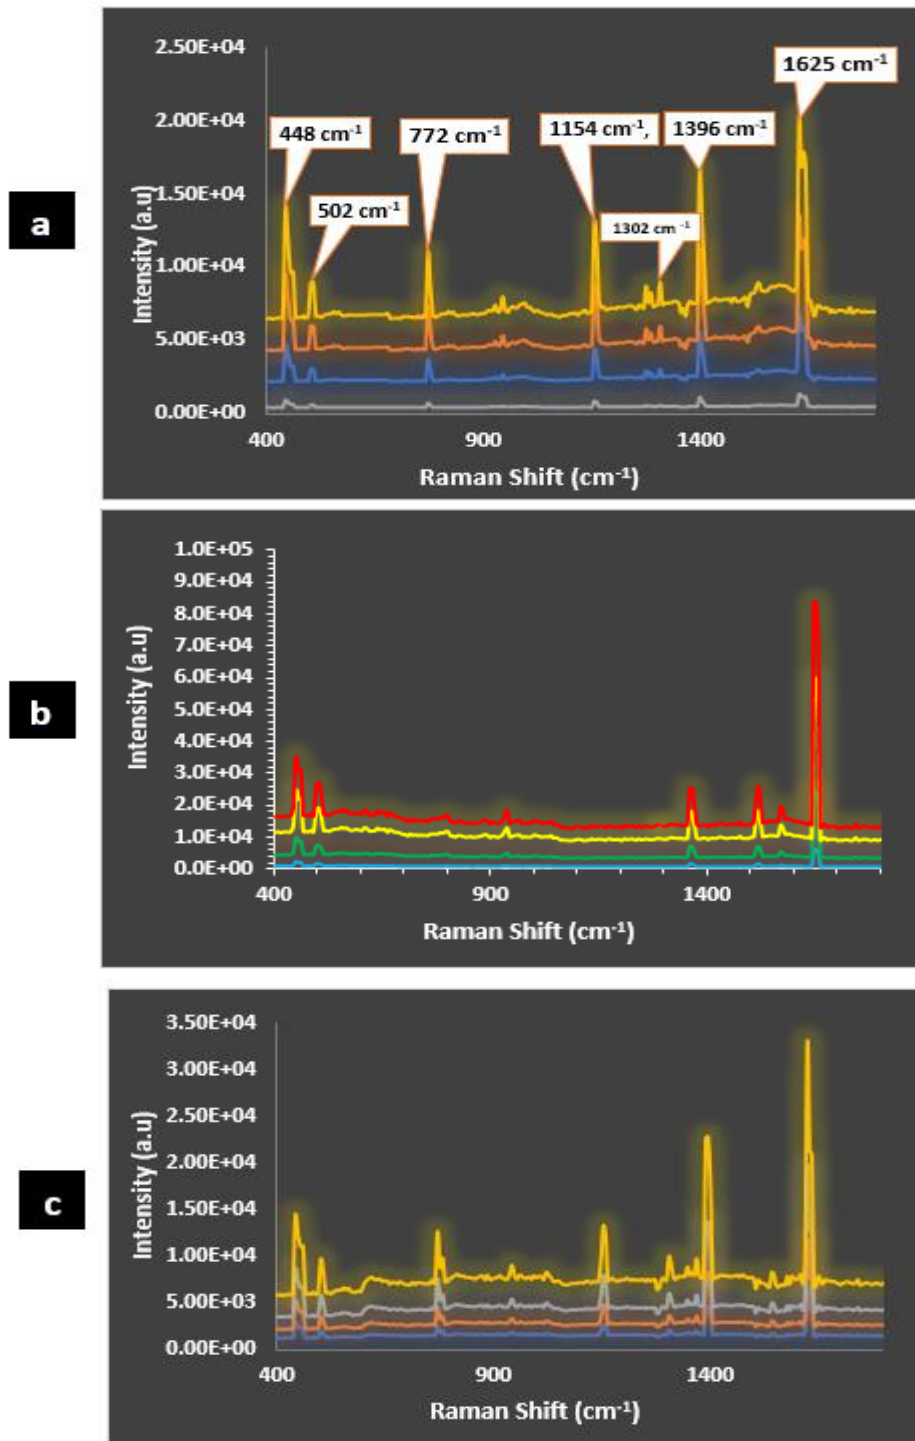 a
2.50E+04
2.00E+04
1.50E+04
1.00E+04
5.00E+03
0.00E+00
Intensity (a.u)
448 cm-1
502 cm-1
772 cm-1
1154 cm-1,
1302 cm -1
1396 cm-1
1625 cm-1
400 900 1400
Raman Shift (cm-1)
b
1.0E+05
9.0E+04
8.0E+04
7.0E+04
6.0E+04
5.0E+04
4.0E+04
3.0E+04
2.0E+04
1.0E+04
0.0E+00
Intensity (a.u)
400 900 1400
Raman Shift (cm-1)
c
3.50E+04
3.00E+04
2.50E+04
2.00E+04
1.50E+04
1.00E+04
5.00E+03
0.00E+00
Intensity (a.u)
400 900 1400
Raman Shift (cm-1)